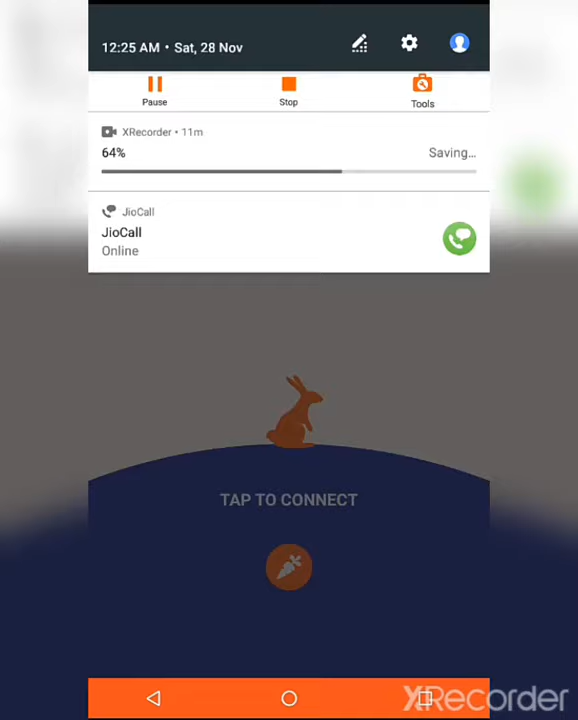 12:25 AM • Sat, 28 Nov
Pause
Stop
Tools
XRecorder • 11m
64%
Saving...
JioCall
JioCall
Online
TAP TO CONNECT
XRecorder